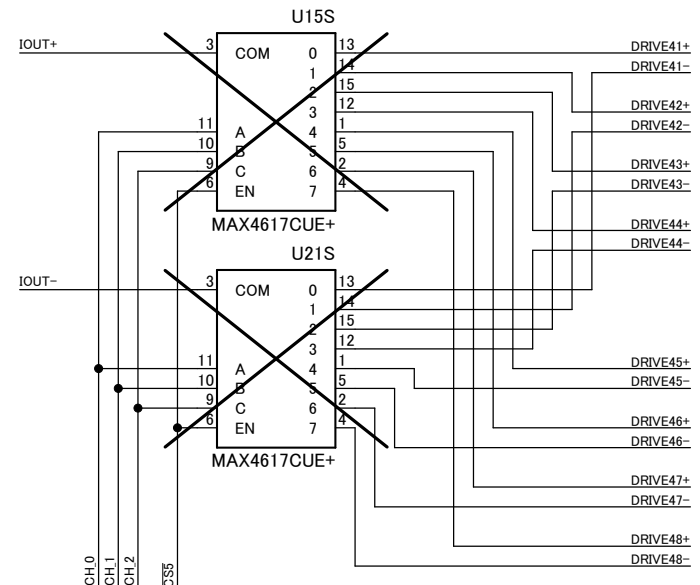 U15S
IOUT+
3 COM 0 13 DRIVE41+
1 14 DRIVE41-
2 15
3 12 DRIVE42+
11 A 4 1 DRIVE42-
10 B 5 5
9 C 6 2 DRIVE43+
6 EN 7 4 DRIVE43-
MAX4617CUE+
DRIVE44+
DRIVE44-
U21S
IOUT-
3 COM 0 13
1 14
2 15
3 12
11 A 4 1 DRIVE45+
10 B 5 5 DRIVE45-
9 C 6 2 DRIVE46+
6 EN 7 4 DRIVE46-
MAX4617CUE+
DRIVE47+
DRIVE47-
DRIVE48+
DRIVE48-
CH_0
CH_1
CH_2
CS5